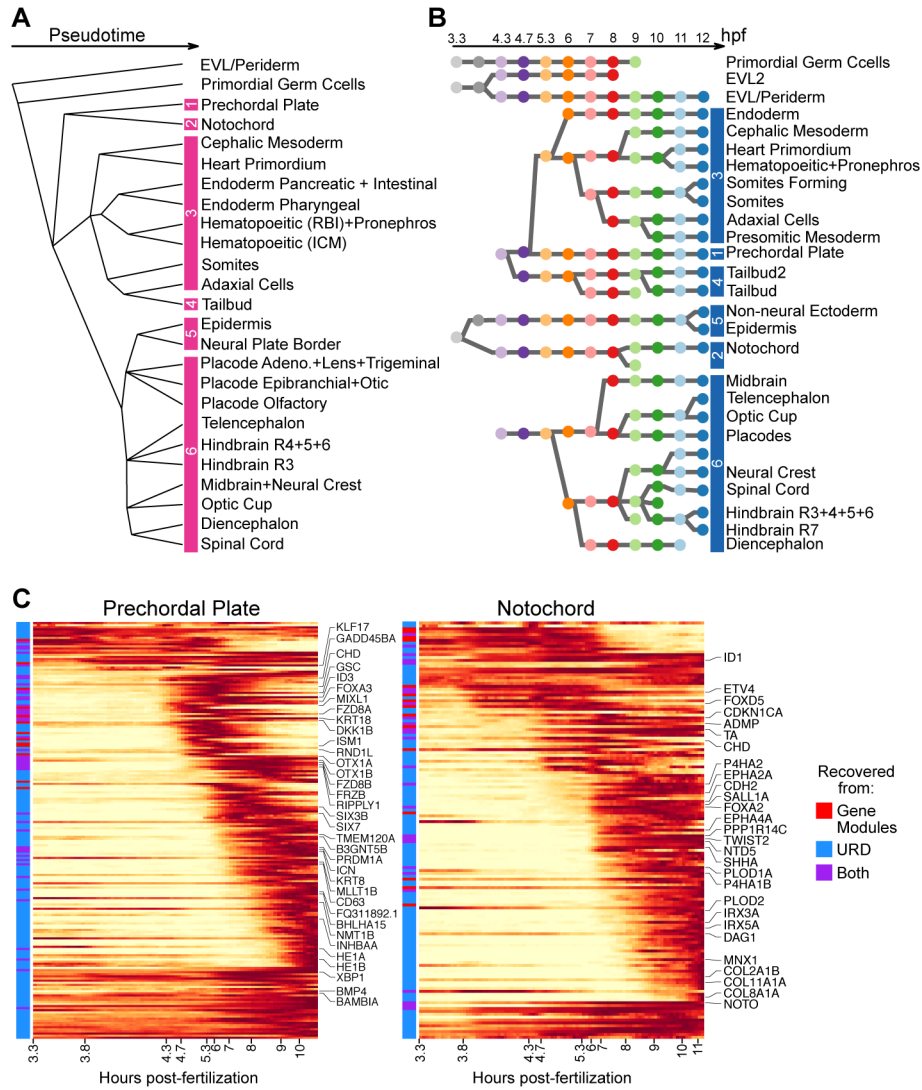 A
Pseudotime
EVL/Periderm
Primordial Germ Ccells
1
Prechordal Plate
2
Notochord
3
Cephalic Mesoderm
Heart Primordium
Endoderm Pancreatic + Intestinal
Endoderm Pharyngeal
Hematopoeitic (RBI)+Pronephros
Hematopoeitic (ICM)
Somites
Adaxial Cells
4
Tailbud
5
Epidermis
Neural Plate Border
6
Placode Adeno.+Lens+Trigeminal
Placode Epibranchial+Otic
Placode Olfactory
Telencephalon
Hindbrain R4+5+6
Hindbrain R3
Midbrain+Neural Crest
Optic Cup
Diencephalon
Spinal Cord
B
3.3 4.3 4.7 5.3 6 7 8 9 10 11 12 hpf
Primordial Germ Ccells
EVL2
EVL/Periderm
3
Endoderm
Cephalic Mesoderm
Heart Primordium
Hematopoeitic+Pronephros
Somites Forming
Somites
Adaxial Cells
Presomitic Mesoderm
1
Prechordal Plate
4
Tailbud2
Tailbud
5
Non-neural Ectoderm
Epidermis
2
Notochord
6
Midbrain
Telencephalon
Optic Cup
Placodes
Neural Crest
Spinal Cord
Hindbrain R3+4+5+6
Hindbrain R7
Diencephalon
C
Prechordal Plate
KLF17
GADD45BA
CHD
GSC
ID3
FOXA3
MIXL1
FZD8A
KRT18
DKK1B
ISM1
RND1L
OTX1A
OTX1B
FZD8B
FRZB
RIPPLY1
SIX3B
SIX7
TMEM120A
B3GNT5B
PRDM1A
ICN
KRT8
MLLT1B
CD63
FQ311892.1
BHLHA15
NMT1B
INHBAA
HE1A
HE1B
XBP1
BMP4
BAMBIA
3.3 3.8 4.3 4.7 5.3 6 7 8 9 10
Hours post-fertilization
Notochord
ID1
ETV4
FOXD5
CDKN1CA
ADMP
TA
CHD
P4HA2
EPHA2A
CDH2
SALL1A
FOXA2
EPHA4A
PPP1R14C
TWIST2
NTD5
SHHA
PLOD1A
P4HA1B
PLOD2
IRX3A
IRX5A
DAG1
MNX1
COL2A1B
COL11A1A
COL8A1A
NOTO
3.3 3.8 4.3 4.7 5.3 6 7 8 9 10 11
Hours post-fertilization
Recovered
from:
Gene
Modules
URD
Both